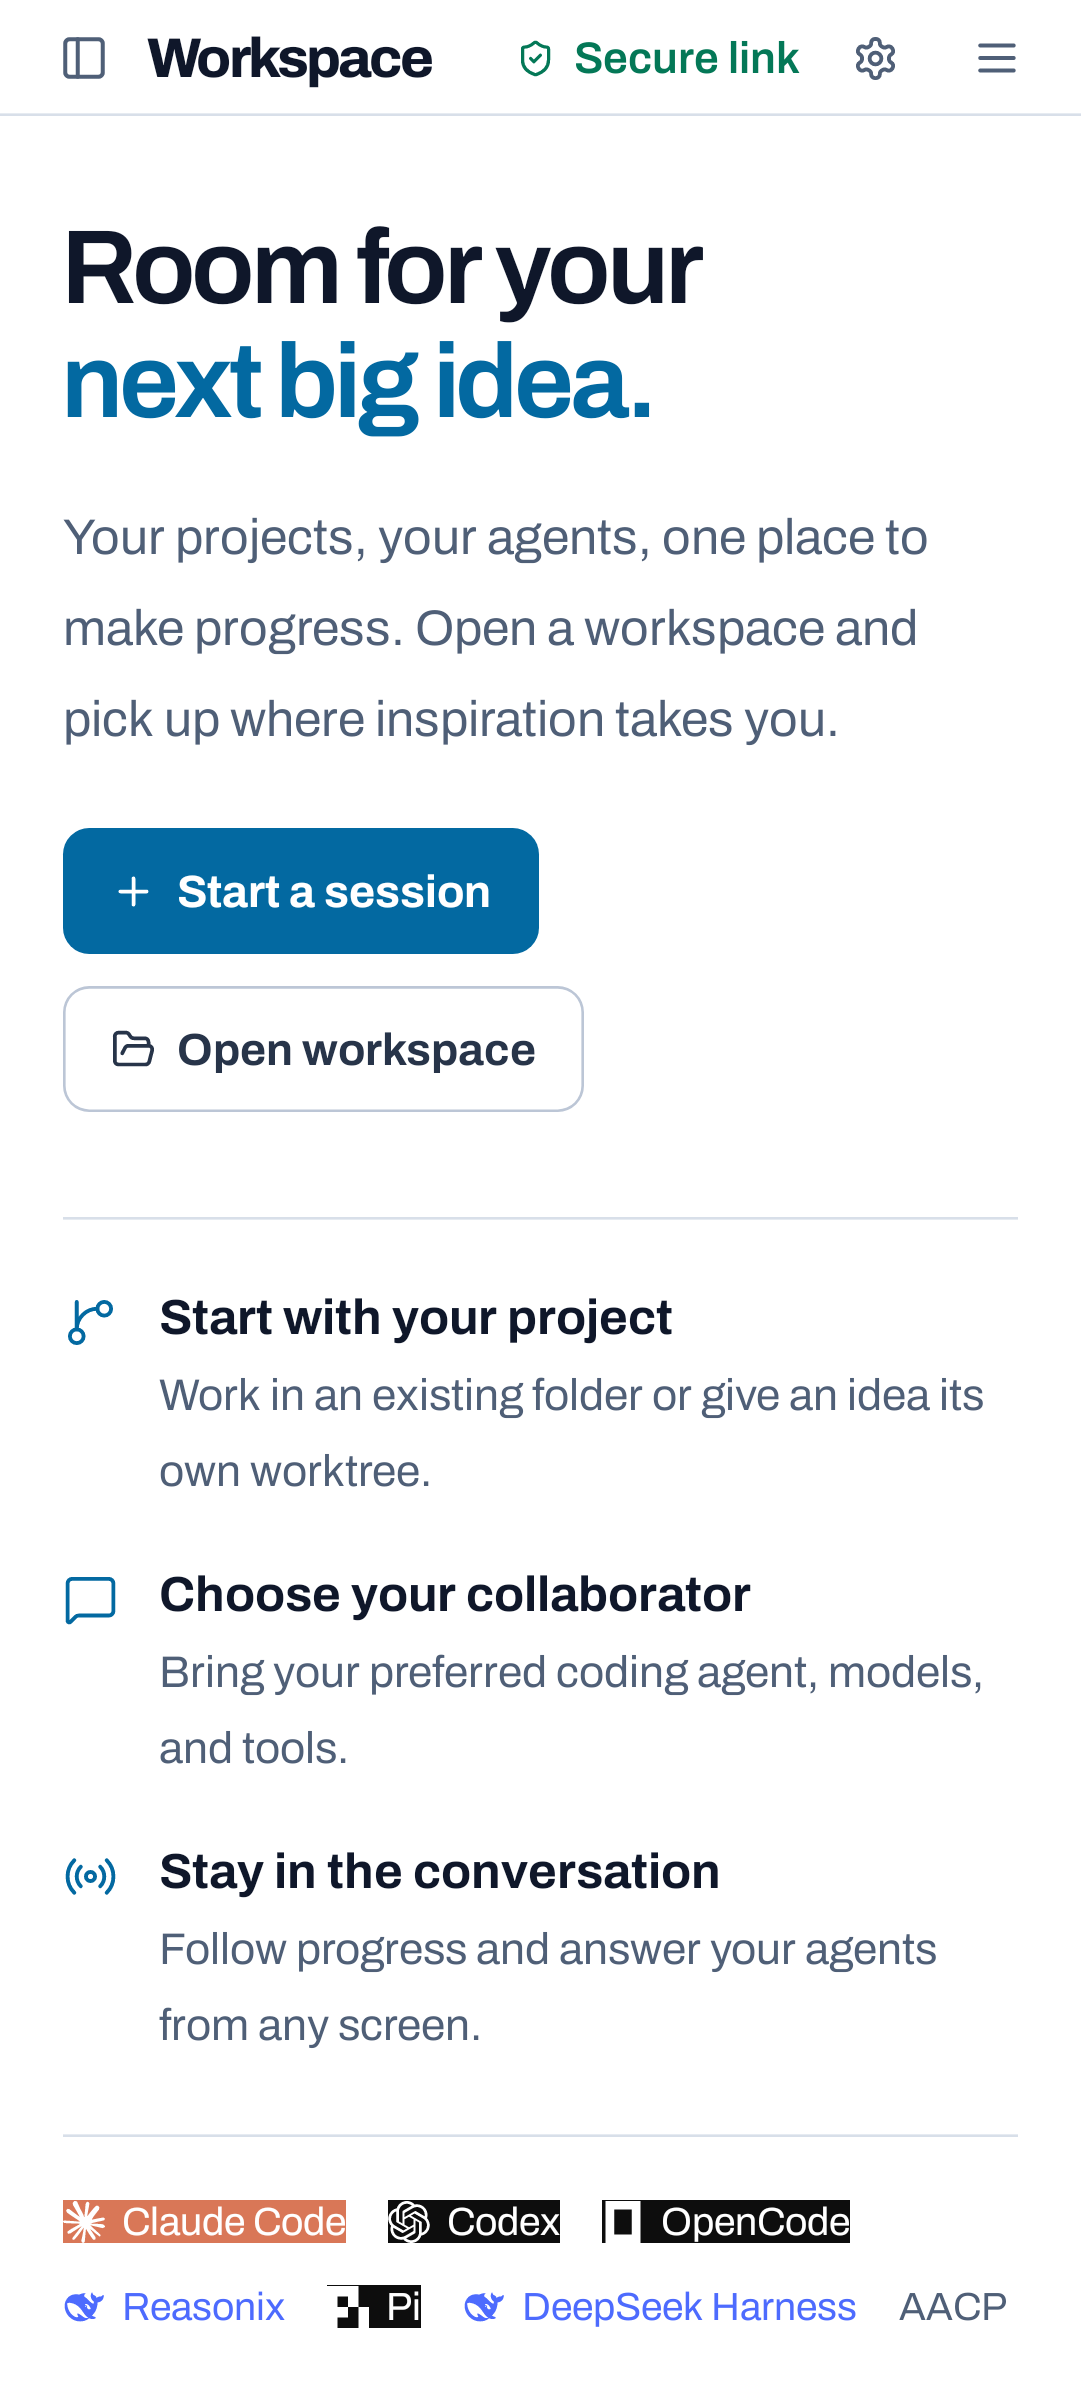 Workspace
Secure link
Room for your
next big idea.
Your projects, your agents, one place to
make progress. Open a workspace and
pick up where inspiration takes you.
Start a session
Open workspace
Start with your project
Work in an existing folder or give an idea its
own worktree.
Choose your collaborator
Bring your preferred coding agent, models,
and tools.
Stay in the conversation
Follow progress and answer your agents
from any screen.
Claude Code Codex OpenCode
Reasonix Pi DeepSeek Harness AACP